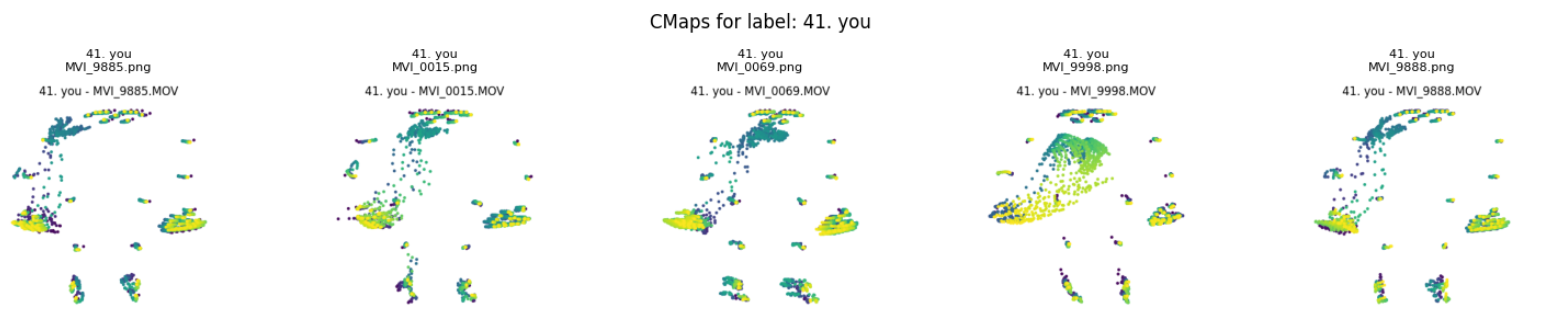 CMaps for label: 41. you
41. you
MVI_9885.png
41. you - MVI_9885.MOV
41. you
MVI_0015.png
41. you - MVI_0015.MOV
41. you
MVI_0069.png
41. you - MVI_0069.MOV
41. you
MVI_9998.png
41. you - MVI_9998.MOV
41. you
MVI_9888.png
41. you - MVI_9888.MOV